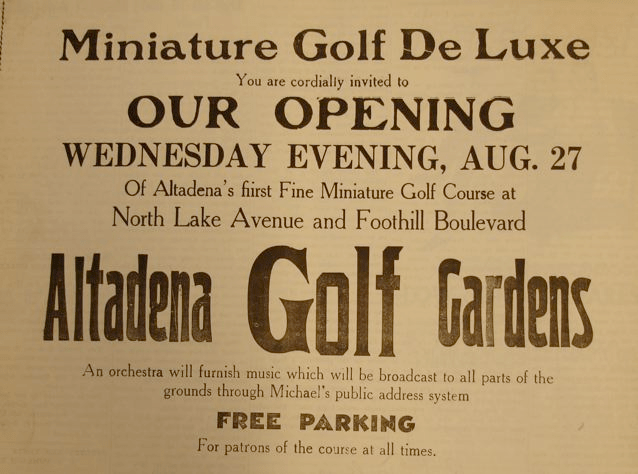 Miniature Golf De Luxe
You are cordially invited to
OUR OPENING
WEDNESDAY EVENING, AUG. 27
Of Altadena's fiirst Fine Miniature Golf Course at
North Lake Avenue and Foothill Boulevard
Altadena Golf Gardens
An orchestra will furnish music which will be broadcast to all parts of the
grounds through Michael's public address system
FREE PARKING
For patrons of the course at all times.